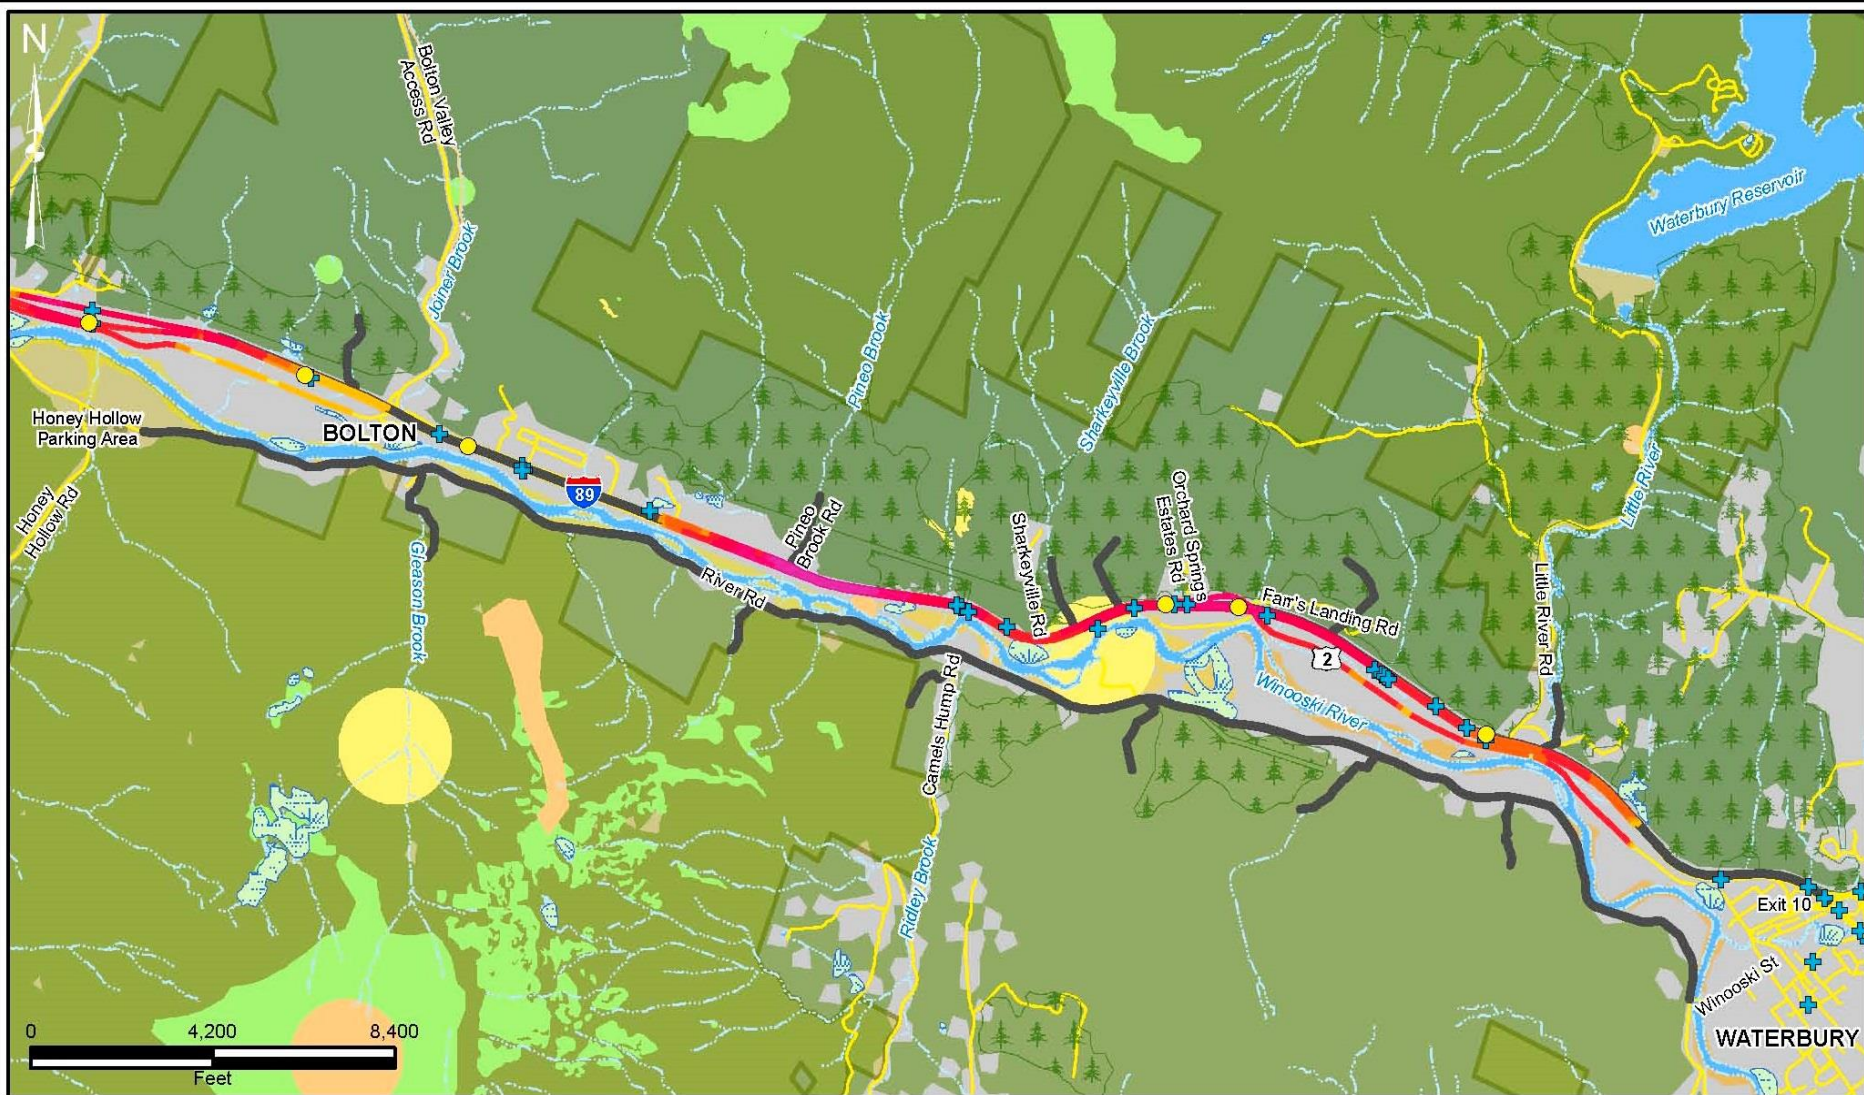 N
Bolton Valley
Access Rd
Waterbury Reservoir
Joiner Brook
Pineo Brook
Sharkeyville Brook
Honey Hollow
Parking Area
BOLTON
Little River
Honey
Hollow Rd
89
Pineo
Brook Rd
Sharkeyville Rd
Orchard Springs
Estates Rd
Gleason Brook
River Rd
Farr's Landing Rd
Little River Rd
2
Camels Hump Rd
Winooski River
Ridley Brook
Exit 10
Winooski St
WATERBURY
0 4,200 8,400
Feet